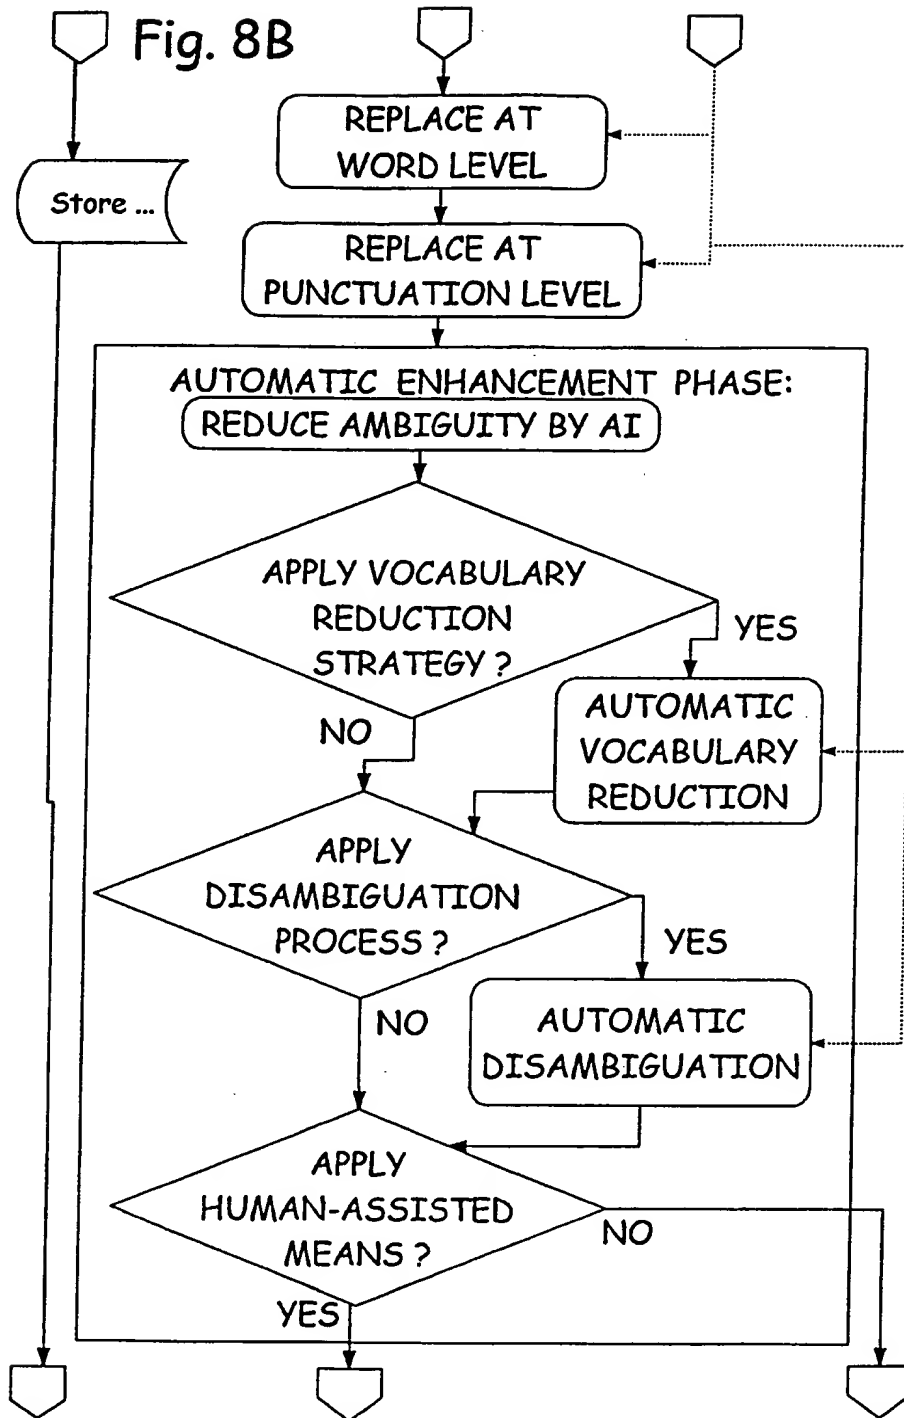 Fig. 8B
REPLACE AT
WORD LEVEL
Store ...
REPLACE AT
PUNCTUATION LEVEL
AUTOMATIC ENHANCEMENT PHASE:
REDUCE AMBIGUITY BY AI
APPLY VOCABULARY
REDUCTION
STRATEGY ?
YES
NO
AUTOMATIC
VOCABULARY
REDUCTION
APPLY
DISAMBIGUATION
PROCESS ?
YES
NO
AUTOMATIC
DISAMBIGUATION
APPLY
HUMAN-ASSISTED
MEANS ?
NO
YES